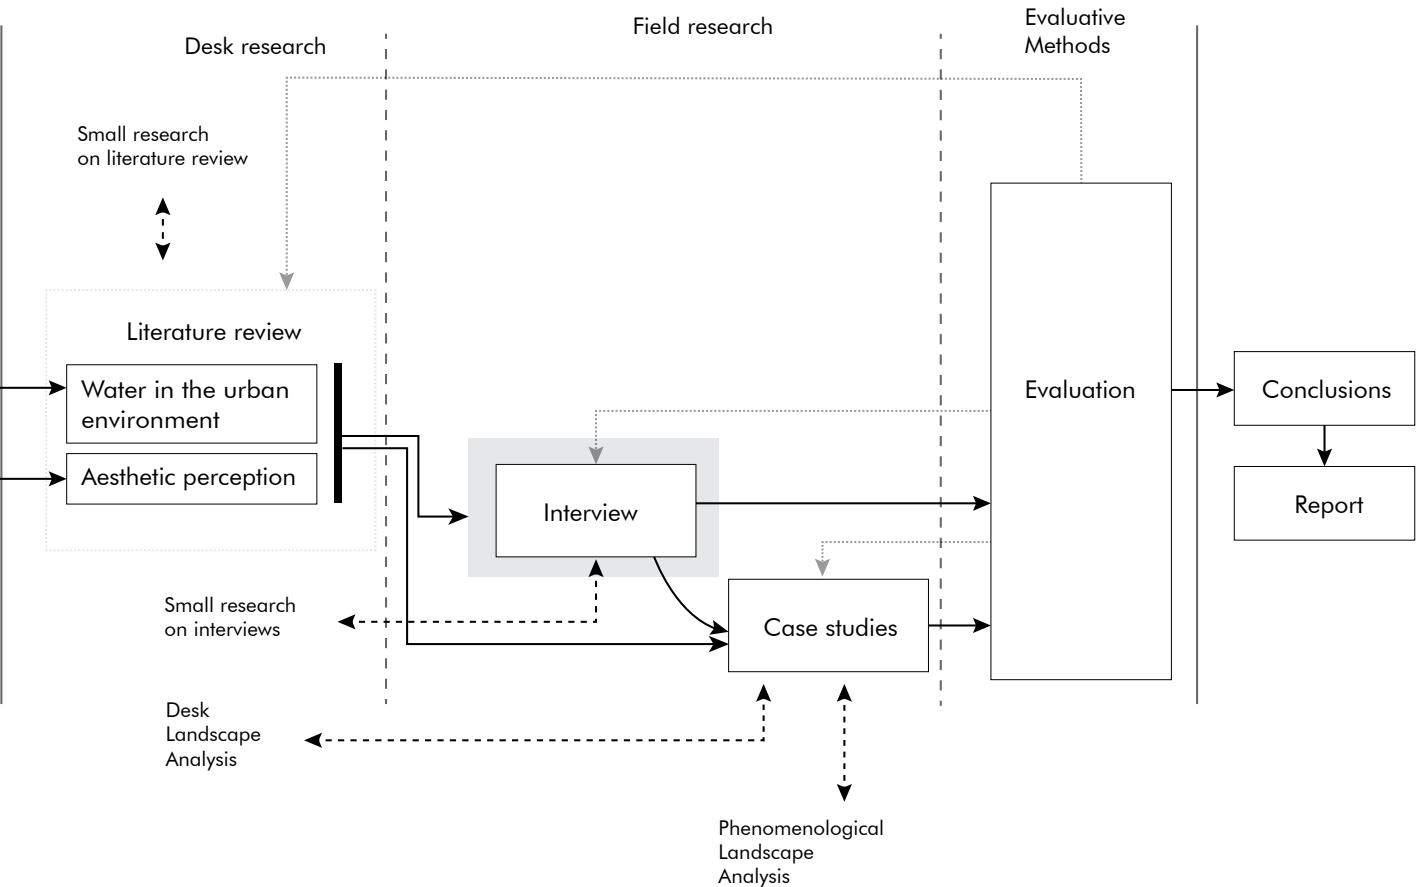 Desk research
Field research
Evaluative
Methods
Small research
on literature review
Literature review
Water in the urban
environment
Aesthetic perception
Interview
Evaluation
Conclusions
Report
Small research
on interviews
Case studies
Desk
Landscape
Analysis
Phenomenological
Landscape
Analysis